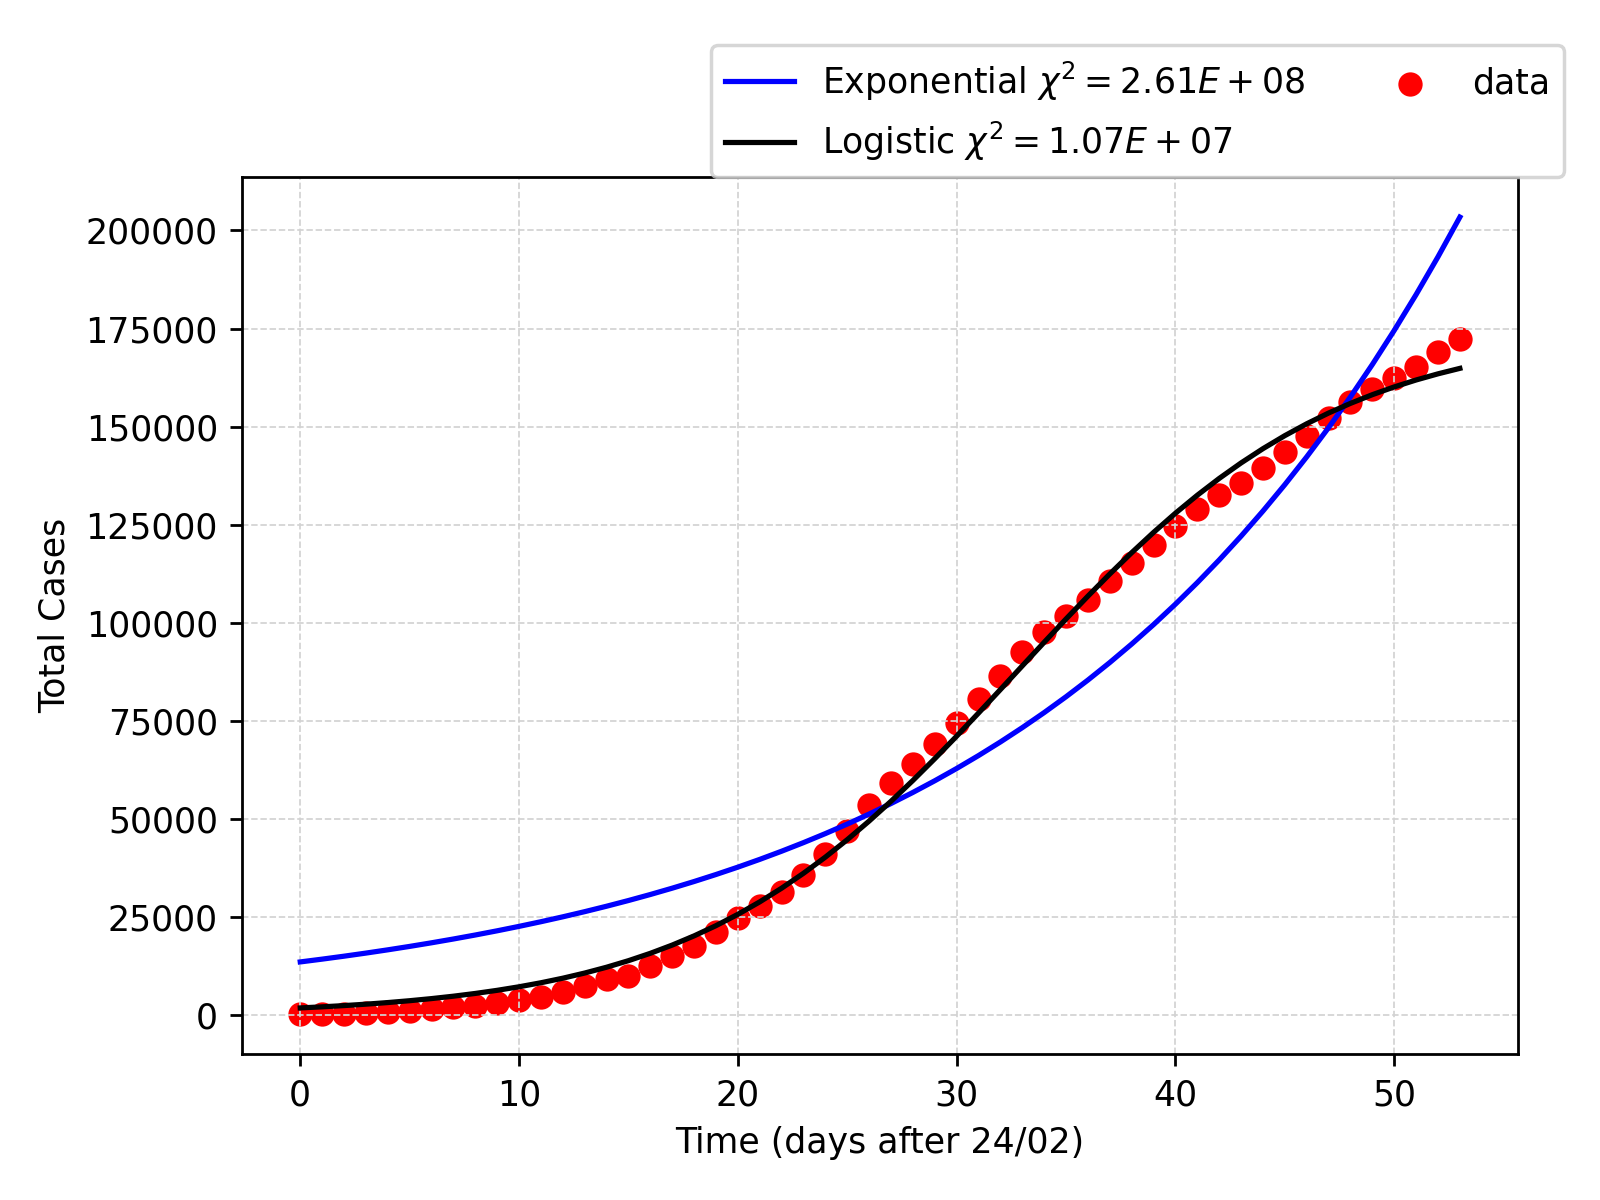 Exponential χ² = 2.61E + 08
data
Logistic χ² = 1.07E + 07
200000
175000
150000
125000
100000
75000
50000
25000
0
Total Cases
0 10 20 30 40 50
Time (days after 24/02)